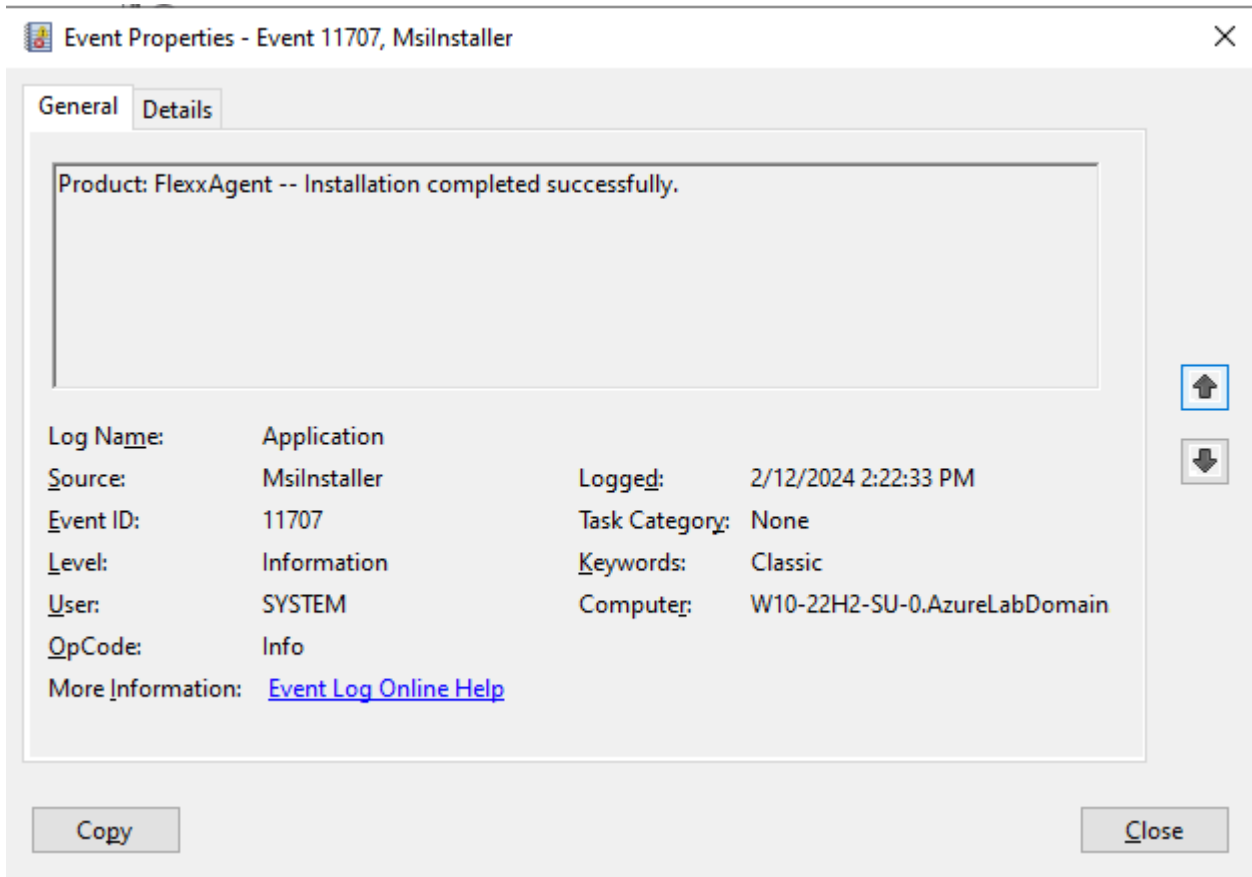 Event Properties - Event 11707, MsiInstaller
General Details
Product: FlexxAgent -- Installation completed successfully.
Log Name: Application
Source: MsiInstaller Logged: 2/12/2024 2:22:33 PM
Event ID: 11707 Task Category: None
Level: Information Keywords: Classic
User: SYSTEM Computer: W10-22H2-SU-0.AzureLabDomain
OpCode: Info
More Information: Event Log Online Help
Copy Close